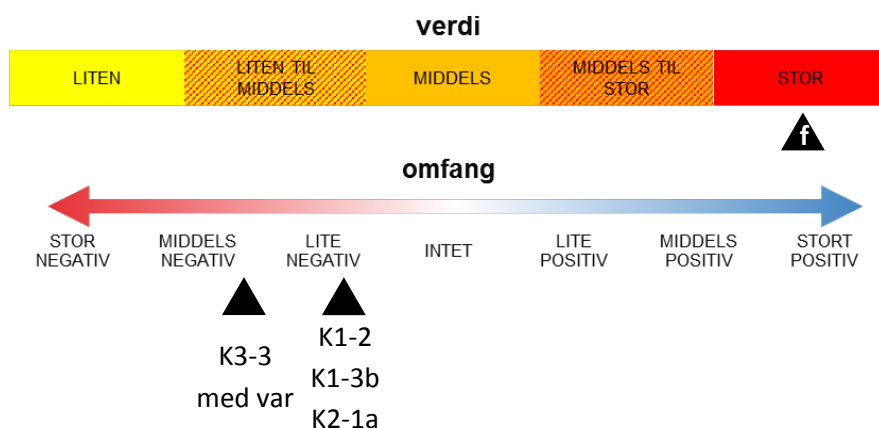 verdi
LITEN
LITEN TIL
MIDDELS
MIDDELS
MIDDELS TIL
STOR
STOR
f
omfang
STOR
NEGATIV
MIDDELS
NEGATIV
LITE
NEGATIV
INTET
LITE
POSITIV
MIDDELS
POSITIV
STORT
POSITIV
K3-3
med var
K1-2
K1-3b
K2-1a